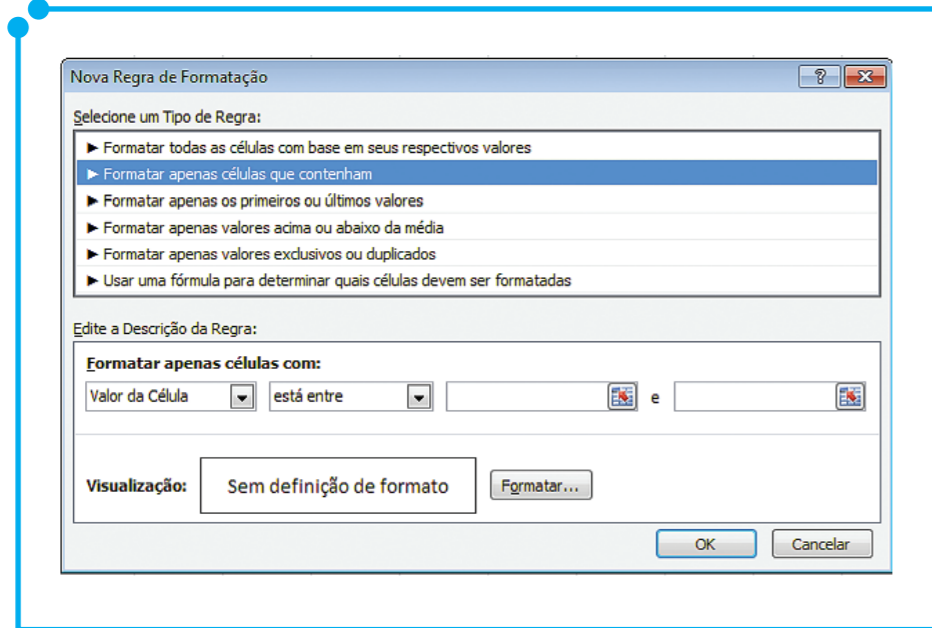 Nova Regra de Formatação
Selecione um Tipo de Regra:
► Formatar todas as células com base em seus respectivos valores
► Formatar apenas células que contenham
► Formatar apenas os primeiros ou últimos valores
► Formatar apenas valores acima ou abaixo da média
► Formatar apenas valores exclusivos ou duplicados
► Usar uma fórmula para determinar quais células devem ser formatadas
Edite a Descrição da Regra:
Formatar apenas células com:
Valor da Célula está entre e
Visualização: Sem definição de formato Formatar...
OK Cancelar